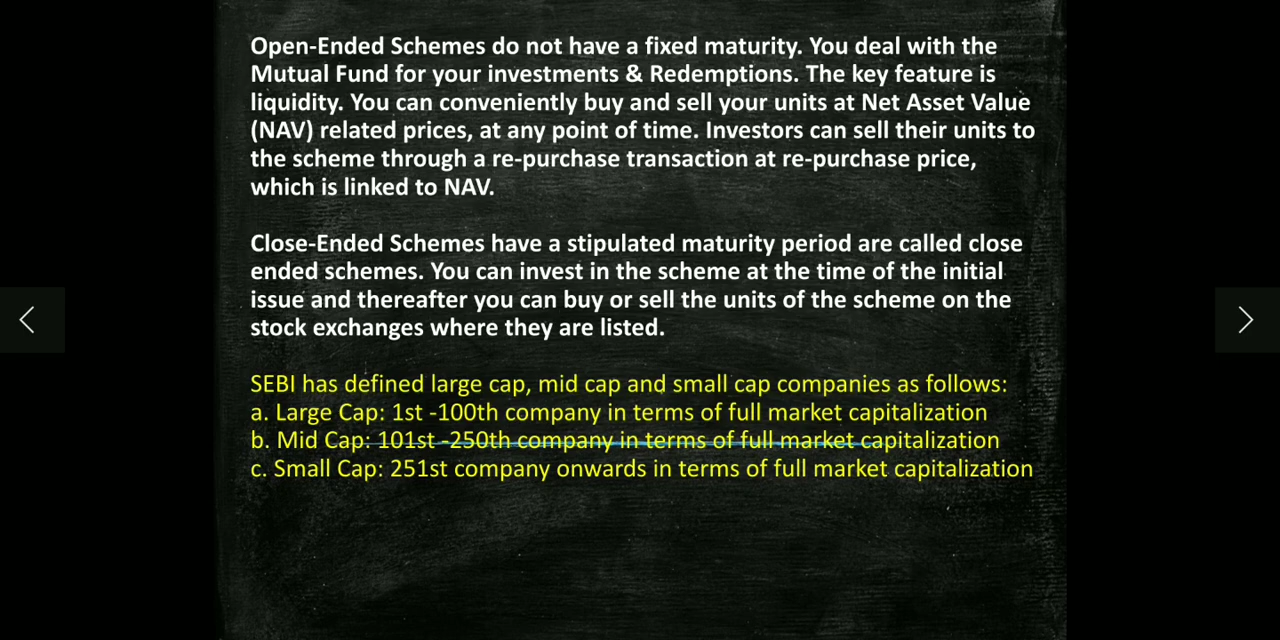 Open-Ended Schemes do not have a fixed maturity. You deal with the
Mutual Fund for your investments & Redemptions. The key feature is
liquidity. You can conveniently buy and sell your units at Net Asset Value
(NAV) related prices, at any point of time. Investors can sell their units to
the scheme through a re-purchase transaction at re-purchase price,
which is linked to NAV.
Close-Ended Schemes have a stipulated maturity period are called close
ended schemes. You can invest in the scheme at the time of the initial
issue and thereafter you can buy or sell the units of the scheme on the
stock exchanges where they are listed.
SEBI has defined large cap, mid cap and small cap companies as follows:
a. Large Cap: 1st -100th company in terms of full market capitalization
b. Mid Cap: 101st -250th company in terms of full market capitalization
c. Small Cap: 251st company onwards in terms of full market capitalization